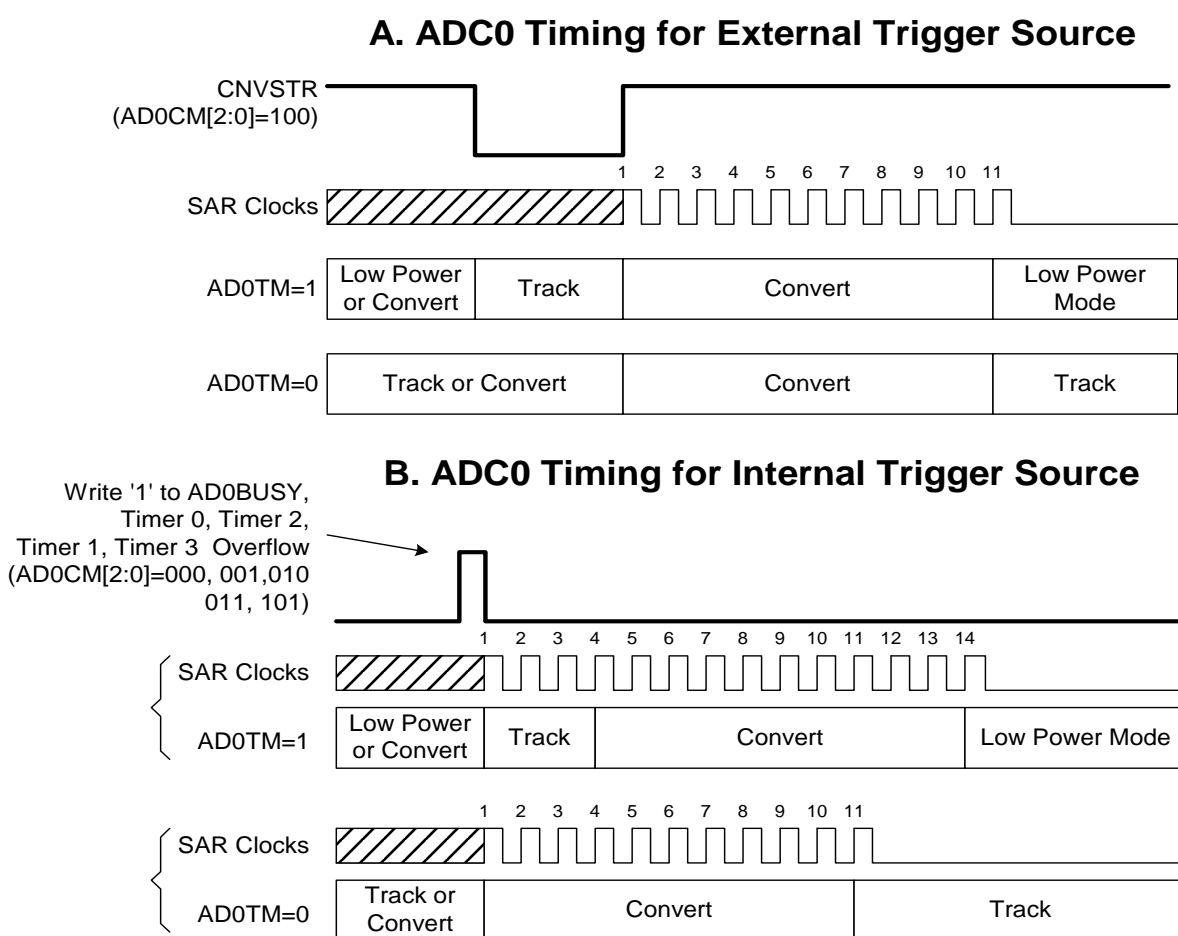 A. ADC0 Timing for External Trigger Source
CNVSTR
(AD0CM[2:0]=100)
1 2 3 4 5 6 7 8 9 10 11
SAR Clocks
AD0TM=1
Low Power
or Convert
Track
Convert
Low Power
Mode
AD0TM=0
Track or Convert
Convert
Track
B. ADC0 Timing for Internal Trigger Source
Write '1' to AD0BUSY,
Timer 0, Timer 2,
Timer 1, Timer 3 Overflow
(AD0CM[2:0]=000, 001,010
011, 101)
1 2 3 4 5 6 7 8 9 10 11 12 13 14
SAR Clocks
AD0TM=1
Low Power
or Convert
Track
Convert
Low Power Mode
1 2 3 4 5 6 7 8 9 10 11
SAR Clocks
AD0TM=0
Track or
Convert
Convert
Track